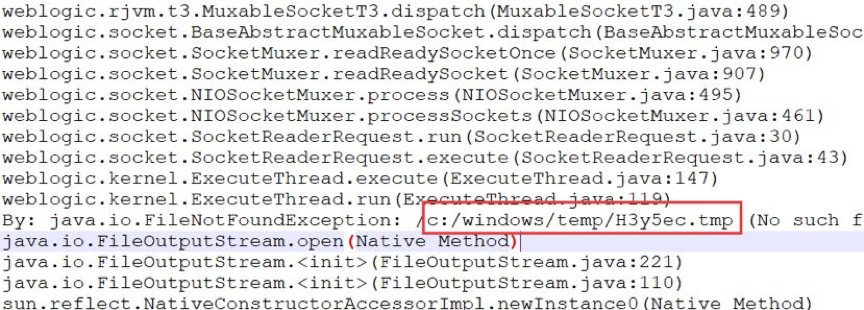 weblogic.rjvm.t3.MuxableSocketT3.dispatch(MuxableSocketT3.java:489)
weblogic.socket.BaseAbstractMuxableSocket.dispatch(BaseAbstractMuxableSoc
weblogic.socket.SocketMuxer.readReadySocketOnce(SocketMuxer.java:970)
weblogic.socket.SocketMuxer.readReadySocket(SocketMuxer.java:907)
weblogic.socket.NIOSocketMuxer.process(NIOSocketMuxer.java:495)
weblogic.socket.NIOSocketMuxer.processSockets(NIOSocketMuxer.java:461)
weblogic.socket.SocketReaderRequest.run(SocketReaderRequest.java:30)
weblogic.socket.SocketReaderRequest.execute(SocketReaderRequest.java:43)
weblogic.kernel.ExecuteThread.execute(ExecuteThread.java:147)
weblogic.kernel.ExecuteThread.run(ExecuteThread.java:119)
By: java.io.FileNotFoundException: /c:/windows/temp/H3y5ec.tmp (No such f
java.io.FileOutputStream.open(Native Method)
java.io.FileOutputStream.<init>(FileOutputStream.java:221)
java.io.FileOutputStream.<init>(FileOutputStream.java:110)
sun.reflect.NativeConstructorAccessorImpl.newInstance0(Native Method)